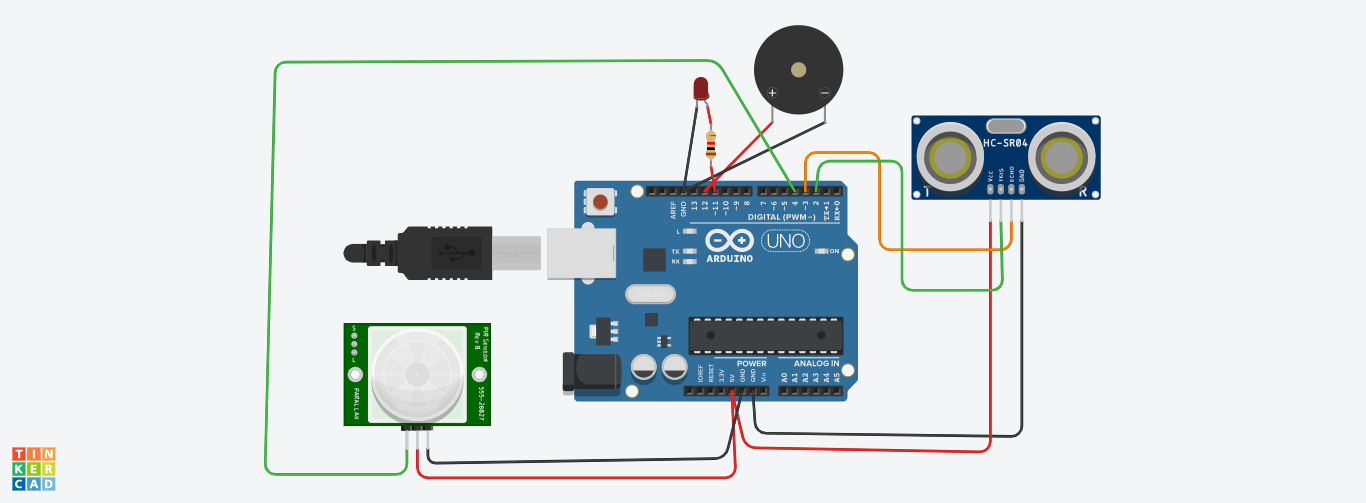 +
−
HC-SR04
VCC
TRIG
ECHO
GND
T
R
AREF
GND
13
12
~11
~10
~9
8
7
~6
~5
4
~3
2
TX→1
RX←0
DIGITAL (PWM~)
L
TX
RX
UNO
ARDUINO
ON
PIR Sensor
Rev B
555-28027
PARALLAX
POWER
ANALOG IN
IOREF
RESET
3.3V
5V
GND
GND
Vin
A0
A1
A2
A3
A4
A5
TIN
KER
CAD